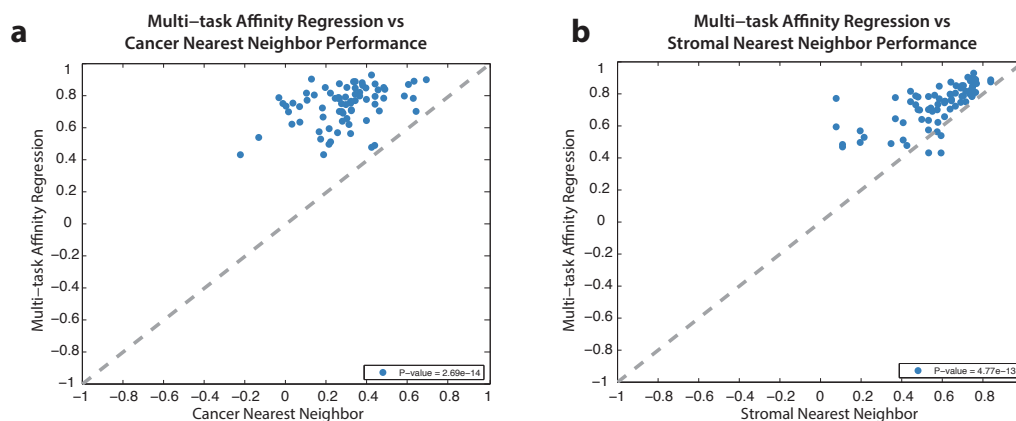 a
Multi−task Affinity Regression vs
Cancer Nearest Neighbor Performance
Multi−task Affinity Regression
1
0.8
0.6
0.4
0.2
0
−0.2
−0.4
−0.6
−0.8
−1
−1 −0.8 −0.6 −0.4 −0.2 0 0.2 0.4 0.6 0.8 1
Cancer Nearest Neighbor
P−value = 2.69e−14
b
Multi−task Affinity Regression vs
Stromal Nearest Neighbor Performance
Multi−task Affinity Regression
1
0.8
0.6
0.4
0.2
0
−0.2
−0.4
−0.6
−0.8
−1
−1 −0.8 −0.6 −0.4 −0.2 0 0.2 0.4 0.6 0.8 1
Stromal Nearest Neighbor
P−value = 4.77e−13